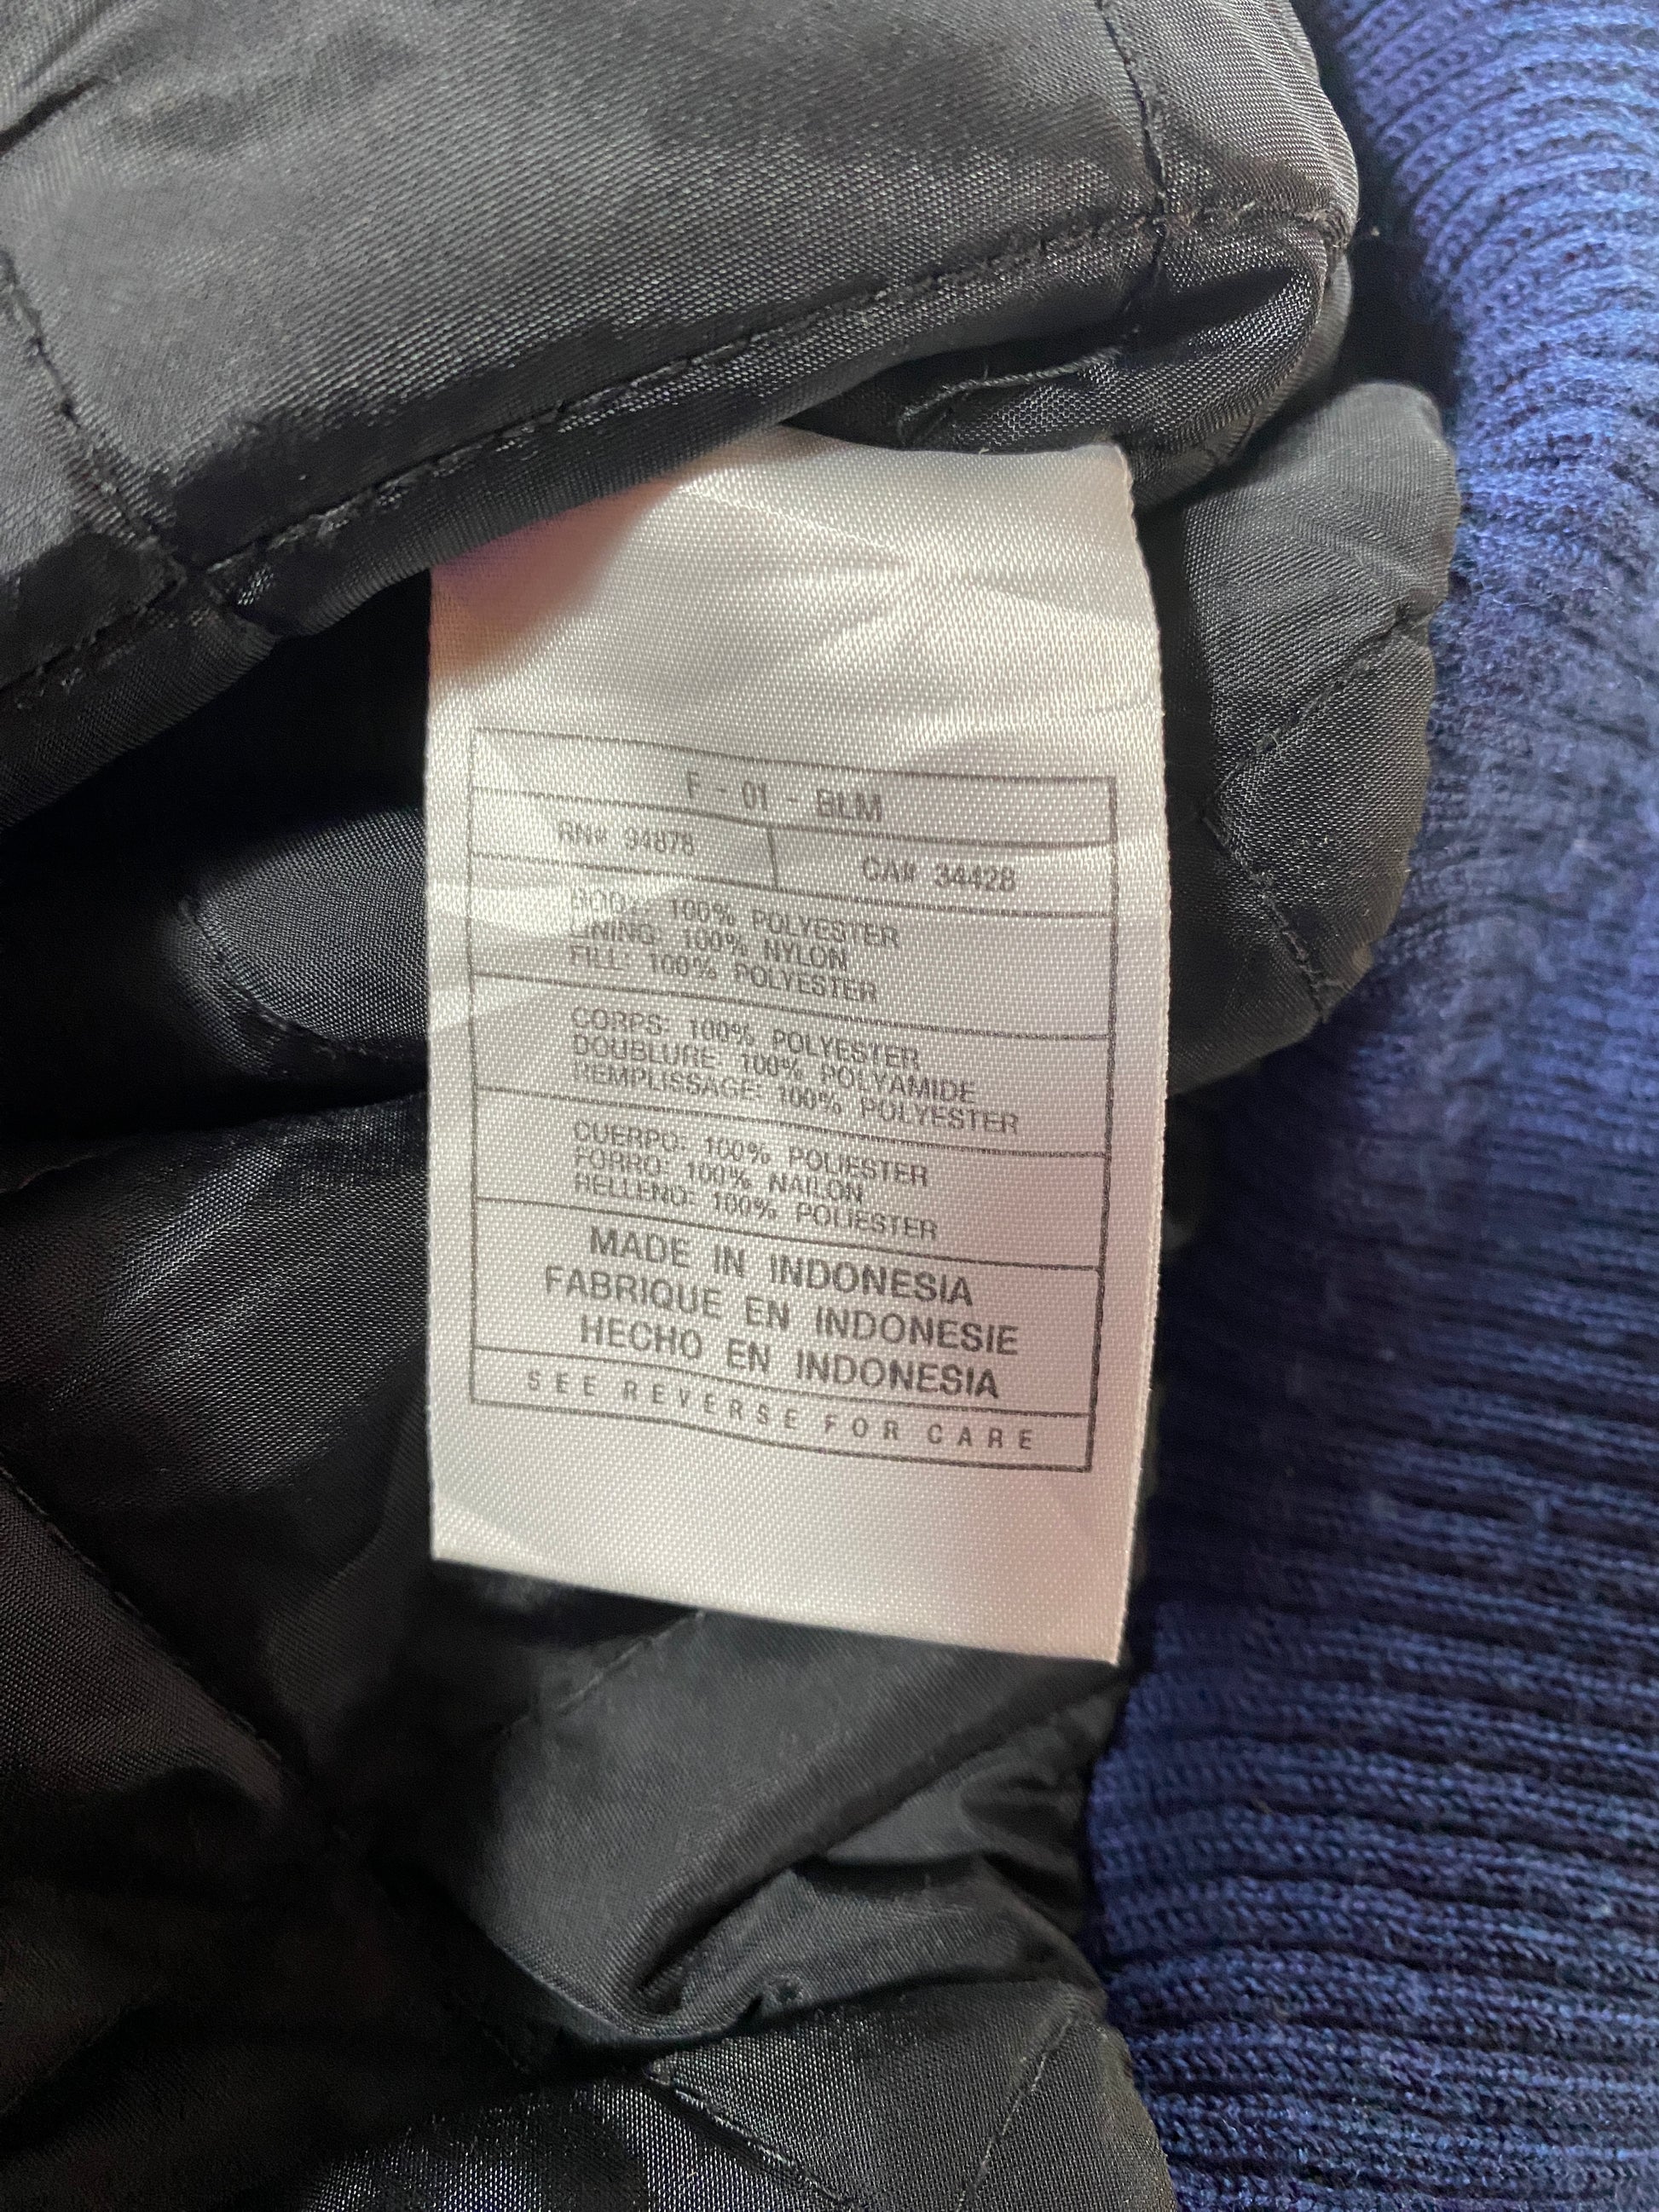 F - 01 - BLM
RN# 94878 CA# 34428
BODY: 100% POLYESTER
LINING: 100% NYLON
FILL: 100% POLYESTER
CORPS: 100% POLYESTER
DOUBLURE: 100% POLYAMIDE
REMPLISSAGE: 100% POLYESTER
CUERPO: 100% POLIESTER
FORRO: 100% NAILON
RELLENO: 100% POLIESTER
MADE IN INDONESIA
FABRIQUE EN INDONESIE
HECHO EN INDONESIA
SEE REVERSE FOR CARE